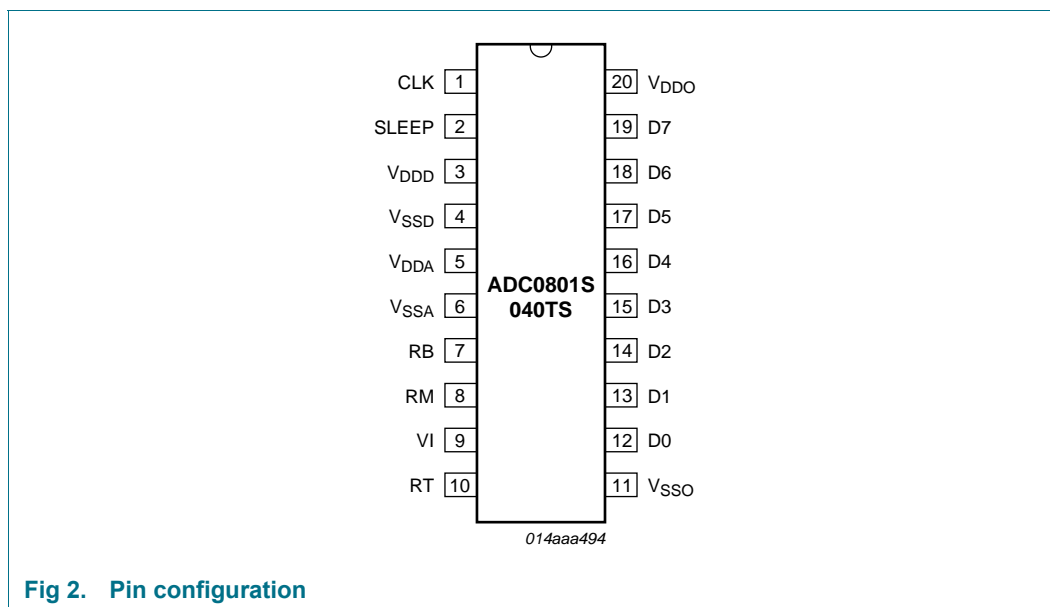 CLK 1 20 VDDO
SLEEP 2 19 D7
VDDD 3 18 D6
VSSD 4 17 D5
VDDA 5 16 D4
ADC0801S
040TS
VSSA 6 15 D3
RB 7 14 D2
RM 8 13 D1
VI 9 12 D0
RT 10 11 VSSO
014aaa494
Fig 2. Pin configuration